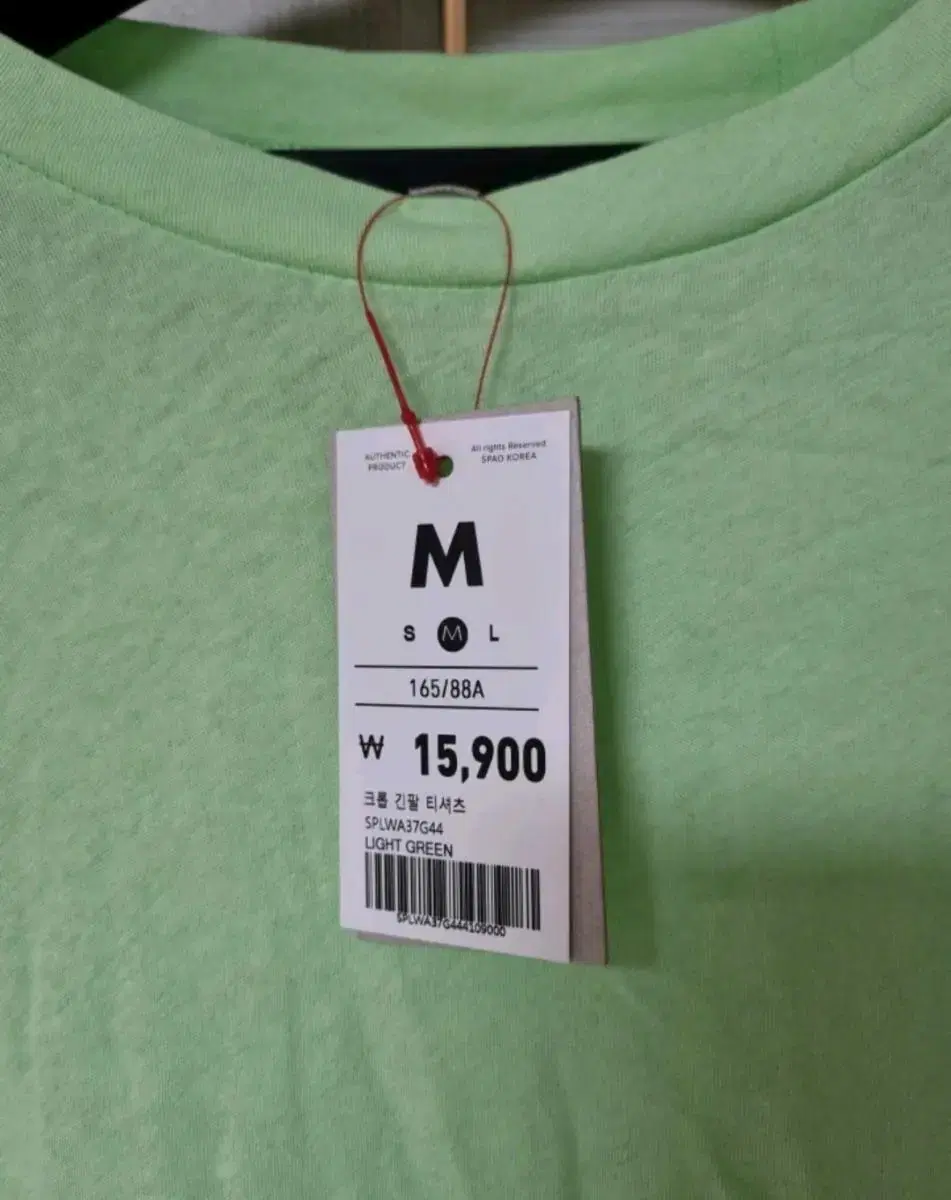 AUTHENTIC
PRODUCT
All rights Reserved
SPAO KOREA
M
S M L
165/88A
₩ 15,900
크롭 긴팔 티셔츠
SPLWA37G44
LIGHT GREEN
SPLWA37G444109000